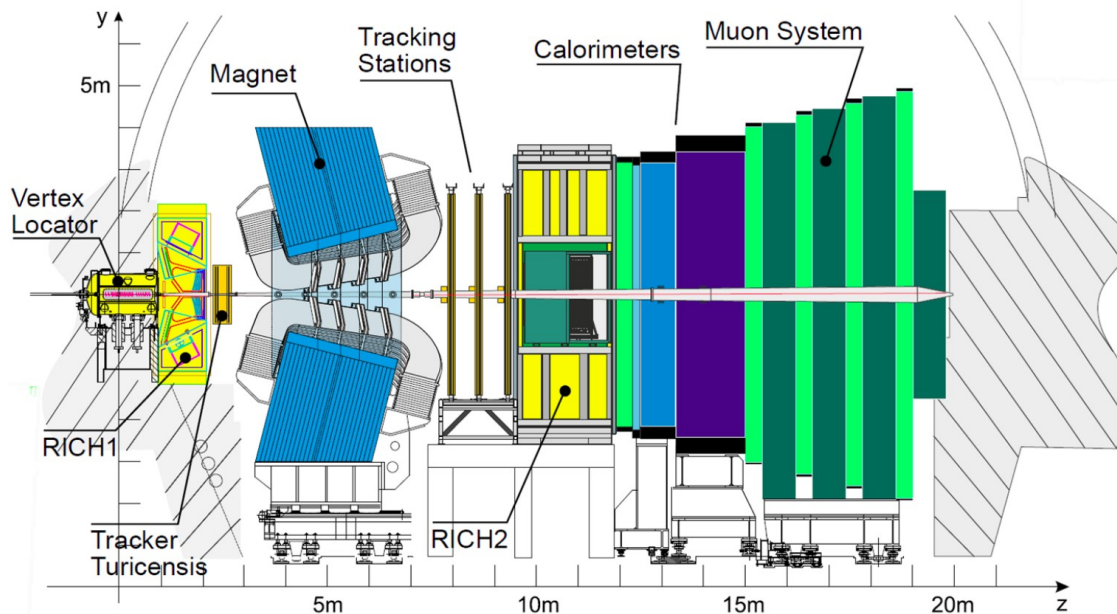 y
5m
Magnet
Tracking
Stations
Calorimeters
Muon System
Vertex
Locator
RICH1
Tracker
Turicensis
RICH2
5m
10m
15m
20m
z